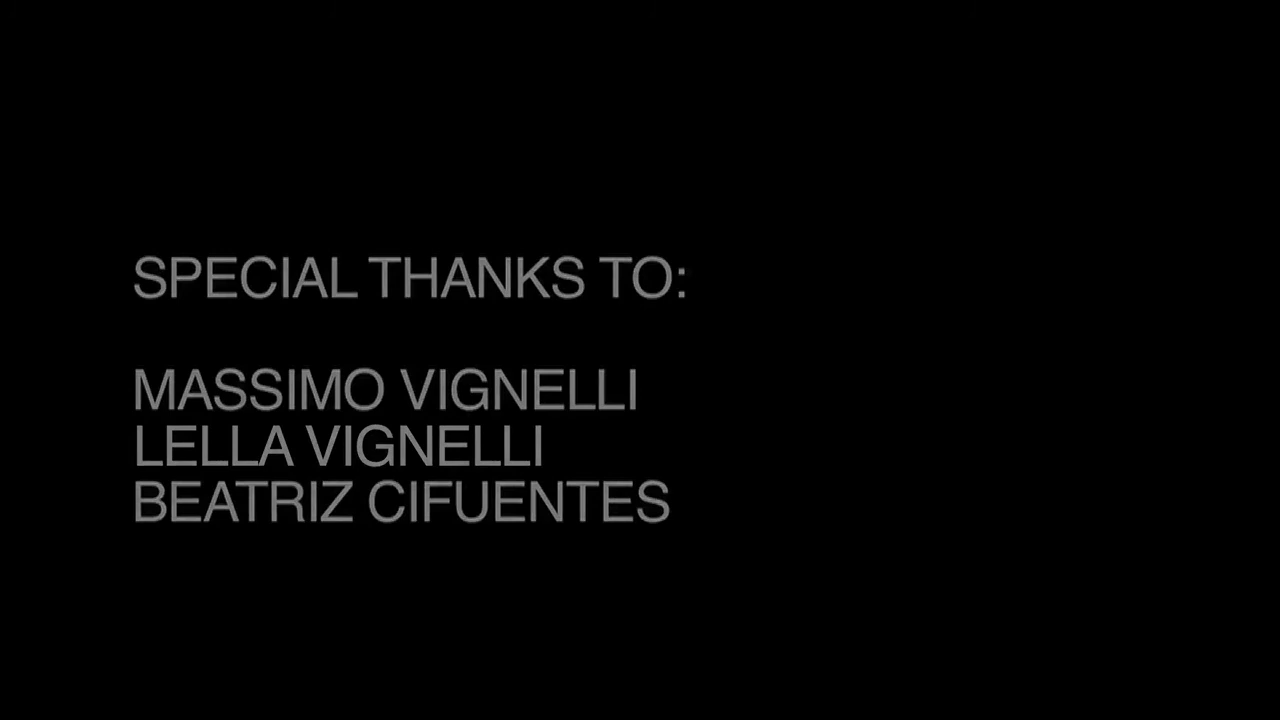 SPECIAL THANKS TO:
MASSIMO VIGNELLI
LELLA VIGNELLI
BEATRIZ CIFUENTES